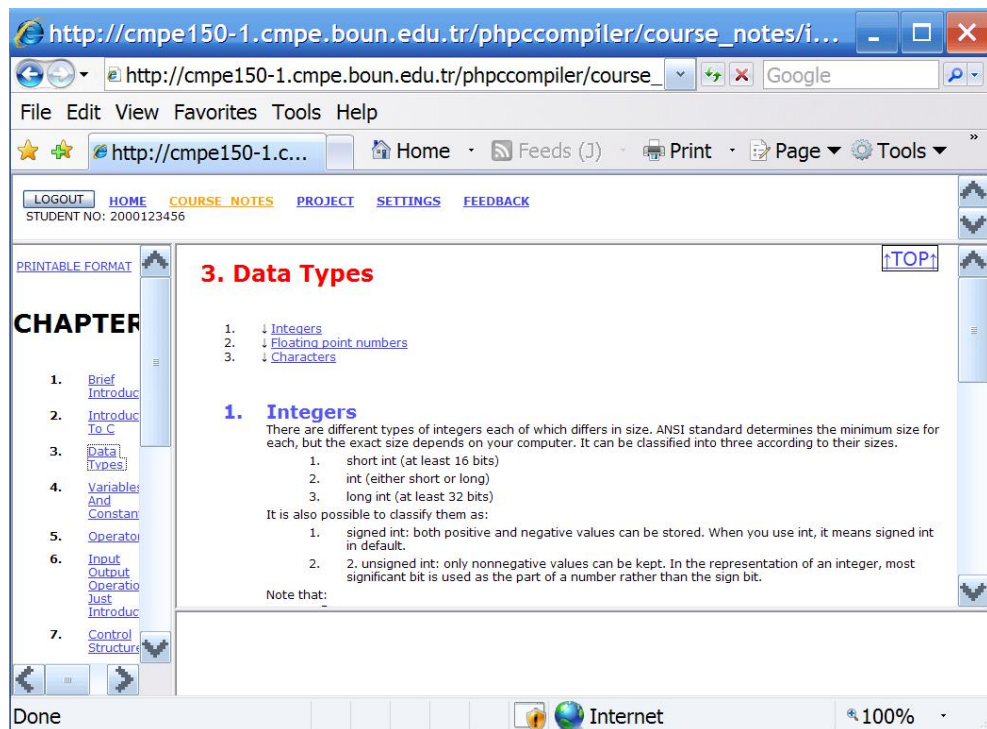 http://cmpe150-1.cmpe.boun.edu.tr/phpccompiler/course_notes/i...
http://cmpe150-1.cmpe.boun.edu.tr/phpccompiler/course_
Google
File Edit View Favorites Tools Help
http://cmpe150-1.c...
Home
Feeds (J)
Print
Page
Tools
»
LOGOUT HOME COURSE NOTES PROJECT SETTINGS FEEDBACK
STUDENT NO: 2000123456
PRINTABLE FORMAT
CHAPTER
1. Brief
Introduc
2. Introduc
To C
3. Data
Types
4. Variables
And
Constan
5. Operato
6. Input
Output
Operatio
Just
Introduc
7. Control
Structure
↑TOP↑
3. Data Types
1. ↓ Integers
2. ↓ Floating point numbers
3. ↓ Characters
1. Integers
There are different types of integers each of which differs in size. ANSI standard determines the minimum size for
each, but the exact size depends on your computer. It can be classified into three according to their sizes.
1. short int (at least 16 bits)
2. int (either short or long)
3. long int (at least 32 bits)
It is also possible to classify them as:
1. signed int: both positive and negative values can be stored. When you use int, it means signed int
in default.
2. 2. unsigned int: only nonnegative values can be kept. In the representation of an integer, most
significant bit is used as the part of a number rather than the sign bit.
Note that:
Done
Internet
100%